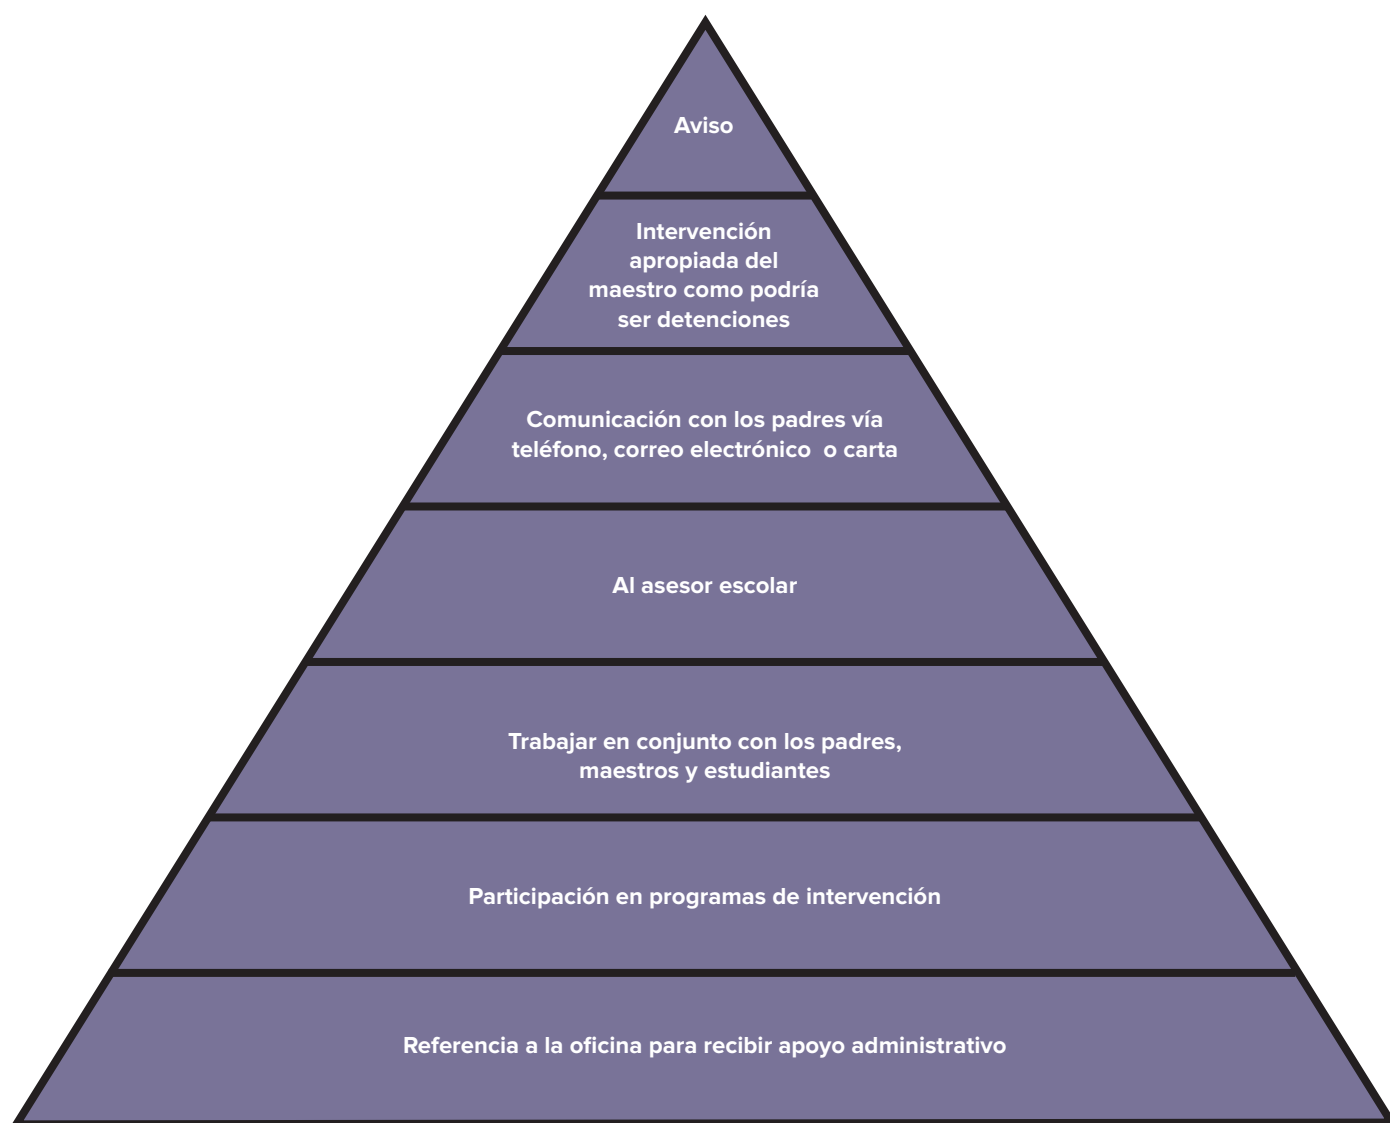 Aviso
Intervención
apropiada del
maestro como podría
ser detenciones
Comunicación con los padres vía
teléfono, correo electrónico  o carta
Al asesor escolar
Trabajar en conjunto con los padres,
maestros y estudiantes
Participación en programas de intervención
Referencia a la oficina para recibir apoyo administrativo